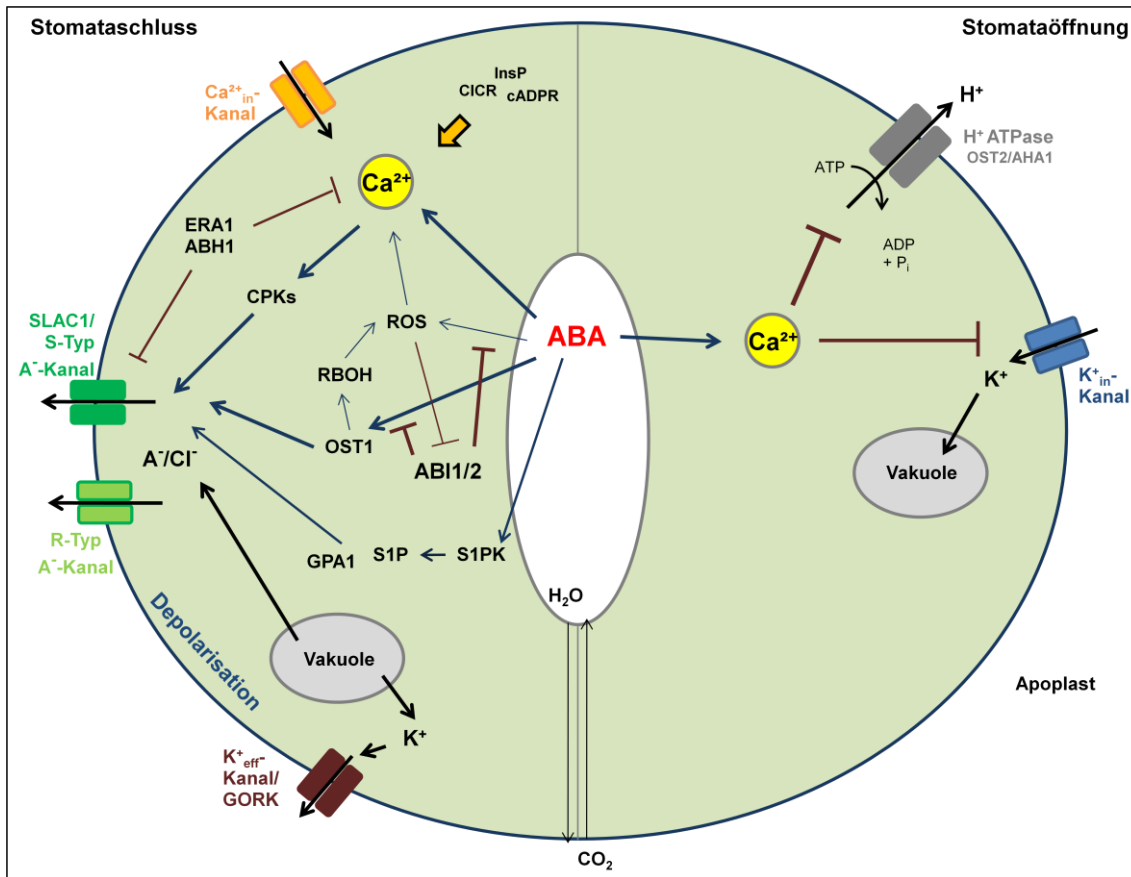 Stomataschluss
Stomataöffnung
Ca²⁺in-
Kanal
InsP
CICR
cADPR
Ca²⁺
ERA1
ABH1
CPKs
SLAC1/
S-Typ
A⁻-Kanal
ROS
RBOH
OST1
ABI1/2
A⁻/Cl⁻
R-Typ
A⁻-Kanal
GPA1
S1P
S1PK
Depolarisation
Vakuole
K⁺
K⁺eff-
Kanal/
GORK
ABA
H₂O
CO₂
H⁺
H⁺ ATPase
OST2/AHA1
ATP
ADP
+ Pi
Ca²⁺
K⁺
K⁺in-
Kanal
Vakuole
Apoplast